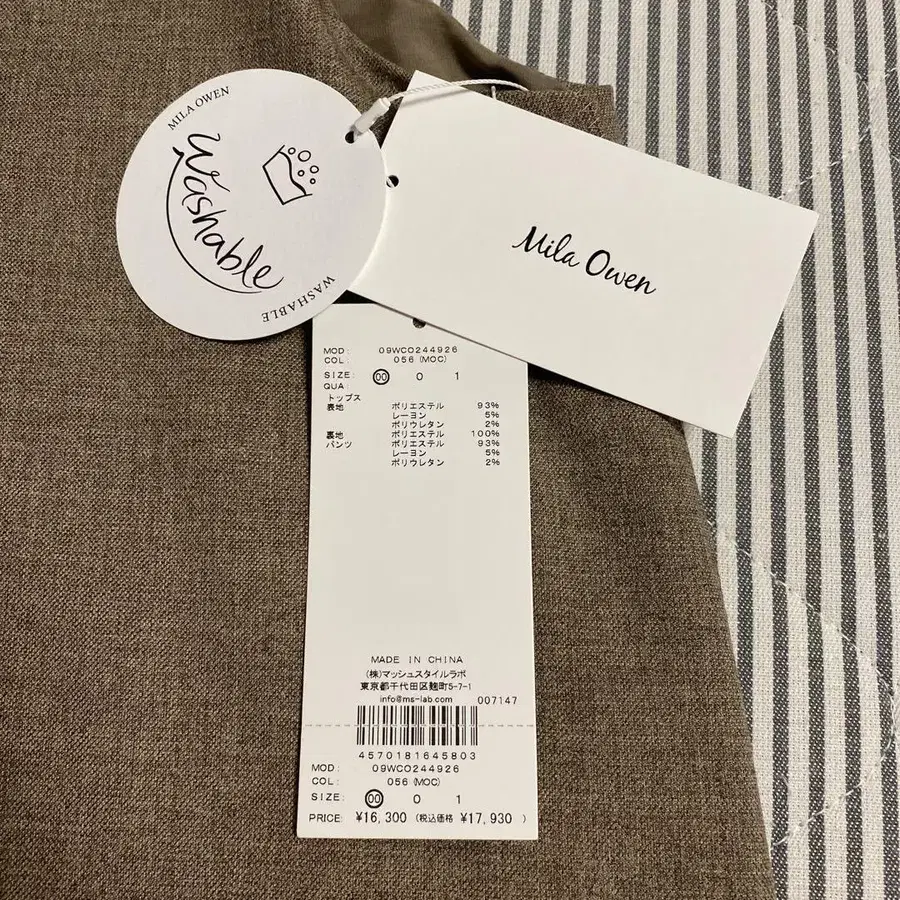 MILA OWEN
Washable
WASHABLE
Mila Owen
MOD: 09WCO244926
COL: 056 (MOC)
SIZE: 00 0 1
QUA:
トップス
表地 ポリエステル 93%
レーヨン 5%
ポリウレタン 2%
裏地 ポリエステル 100%
パンツ ポリエステル 93%
レーヨン 5%
ポリウレタン 2%
MADE IN CHINA
(株)マッシュスタイルラボ
東京都千代田区麹町5-7-1
info@ms-lab.com 007147
4570181645803
MOD: 09WCO244926
COL: 056 (MOC)
SIZE: 00 0 1
PRICE: ¥16,300 (税込価格 ¥17,930 )